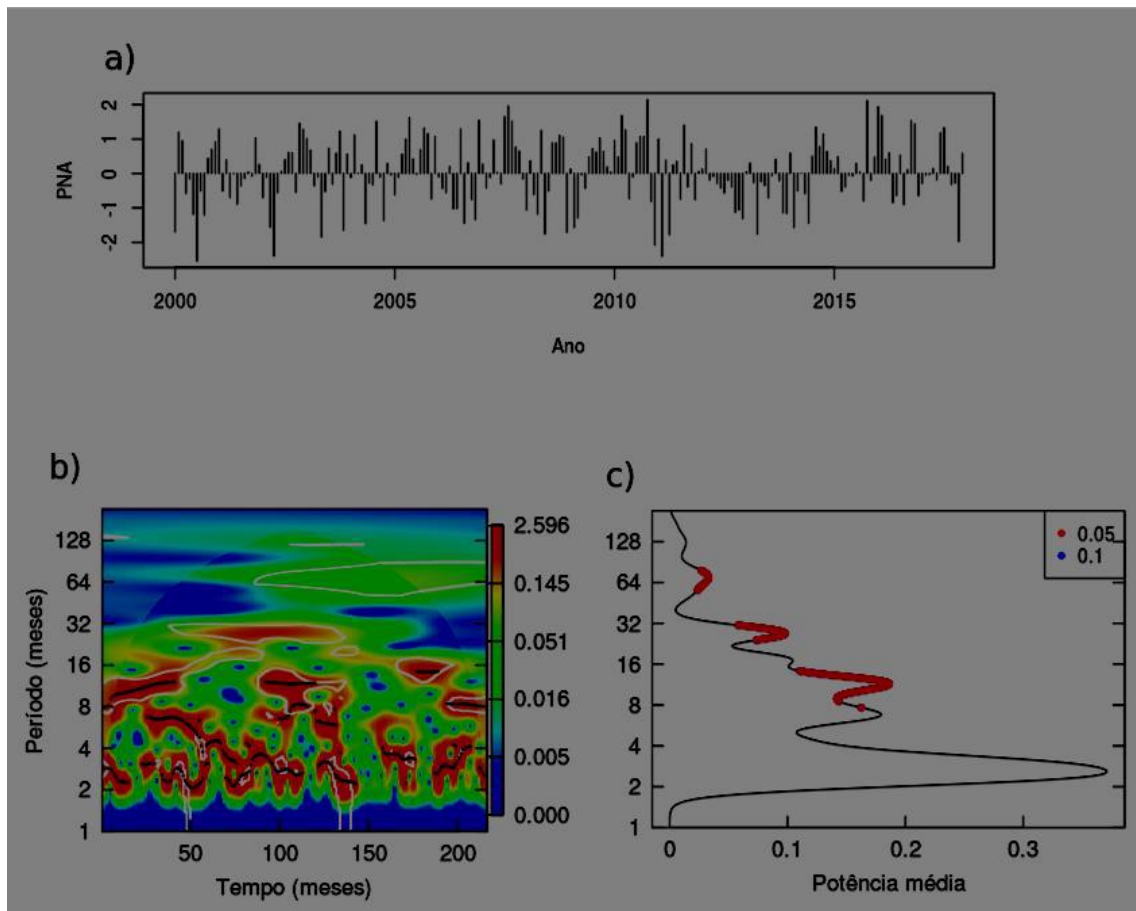 a)
PNA
2
1
0
-1
-2
2000 2005 2010 2015
Ano
b)
Período (meses)
128
64
32
16
8
4
2
1
50 100 150 200
Tempo (meses)
2.596
0.145
0.051
0.016
0.005
0.000
c)
128
64
32
16
8
4
2
1
0 0.1 0.2 0.3
Potência média
0.05
0.1